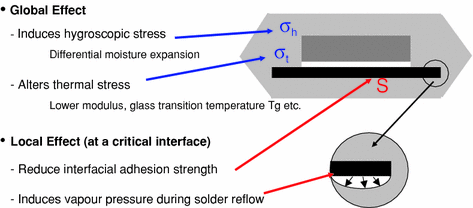 • Global Effect
- Induces hygroscopic stress
Differential moisture expansion
- Alters thermal stress
Lower modulus, glass transition temperature Tg etc.
• Local Effect (at a critical interface)
- Reduce interfacial adhesion strength
- Induces vapour pressure during solder reflow
σh
σt
S